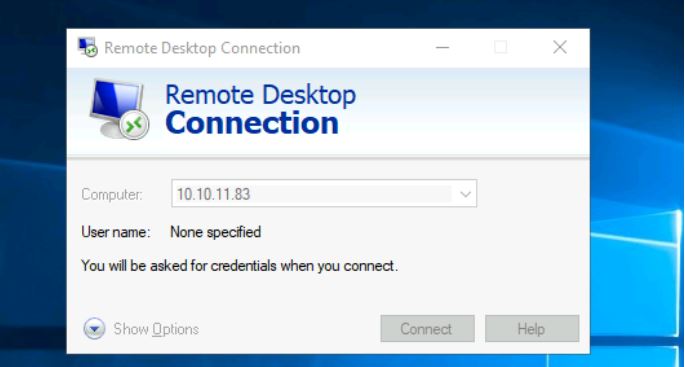 Remote Desktop Connection
Remote Desktop
Connection
Computer: 10.10.11.83
User name: None specified
You will be asked for credentials when you connect.
Show Options Connect Help